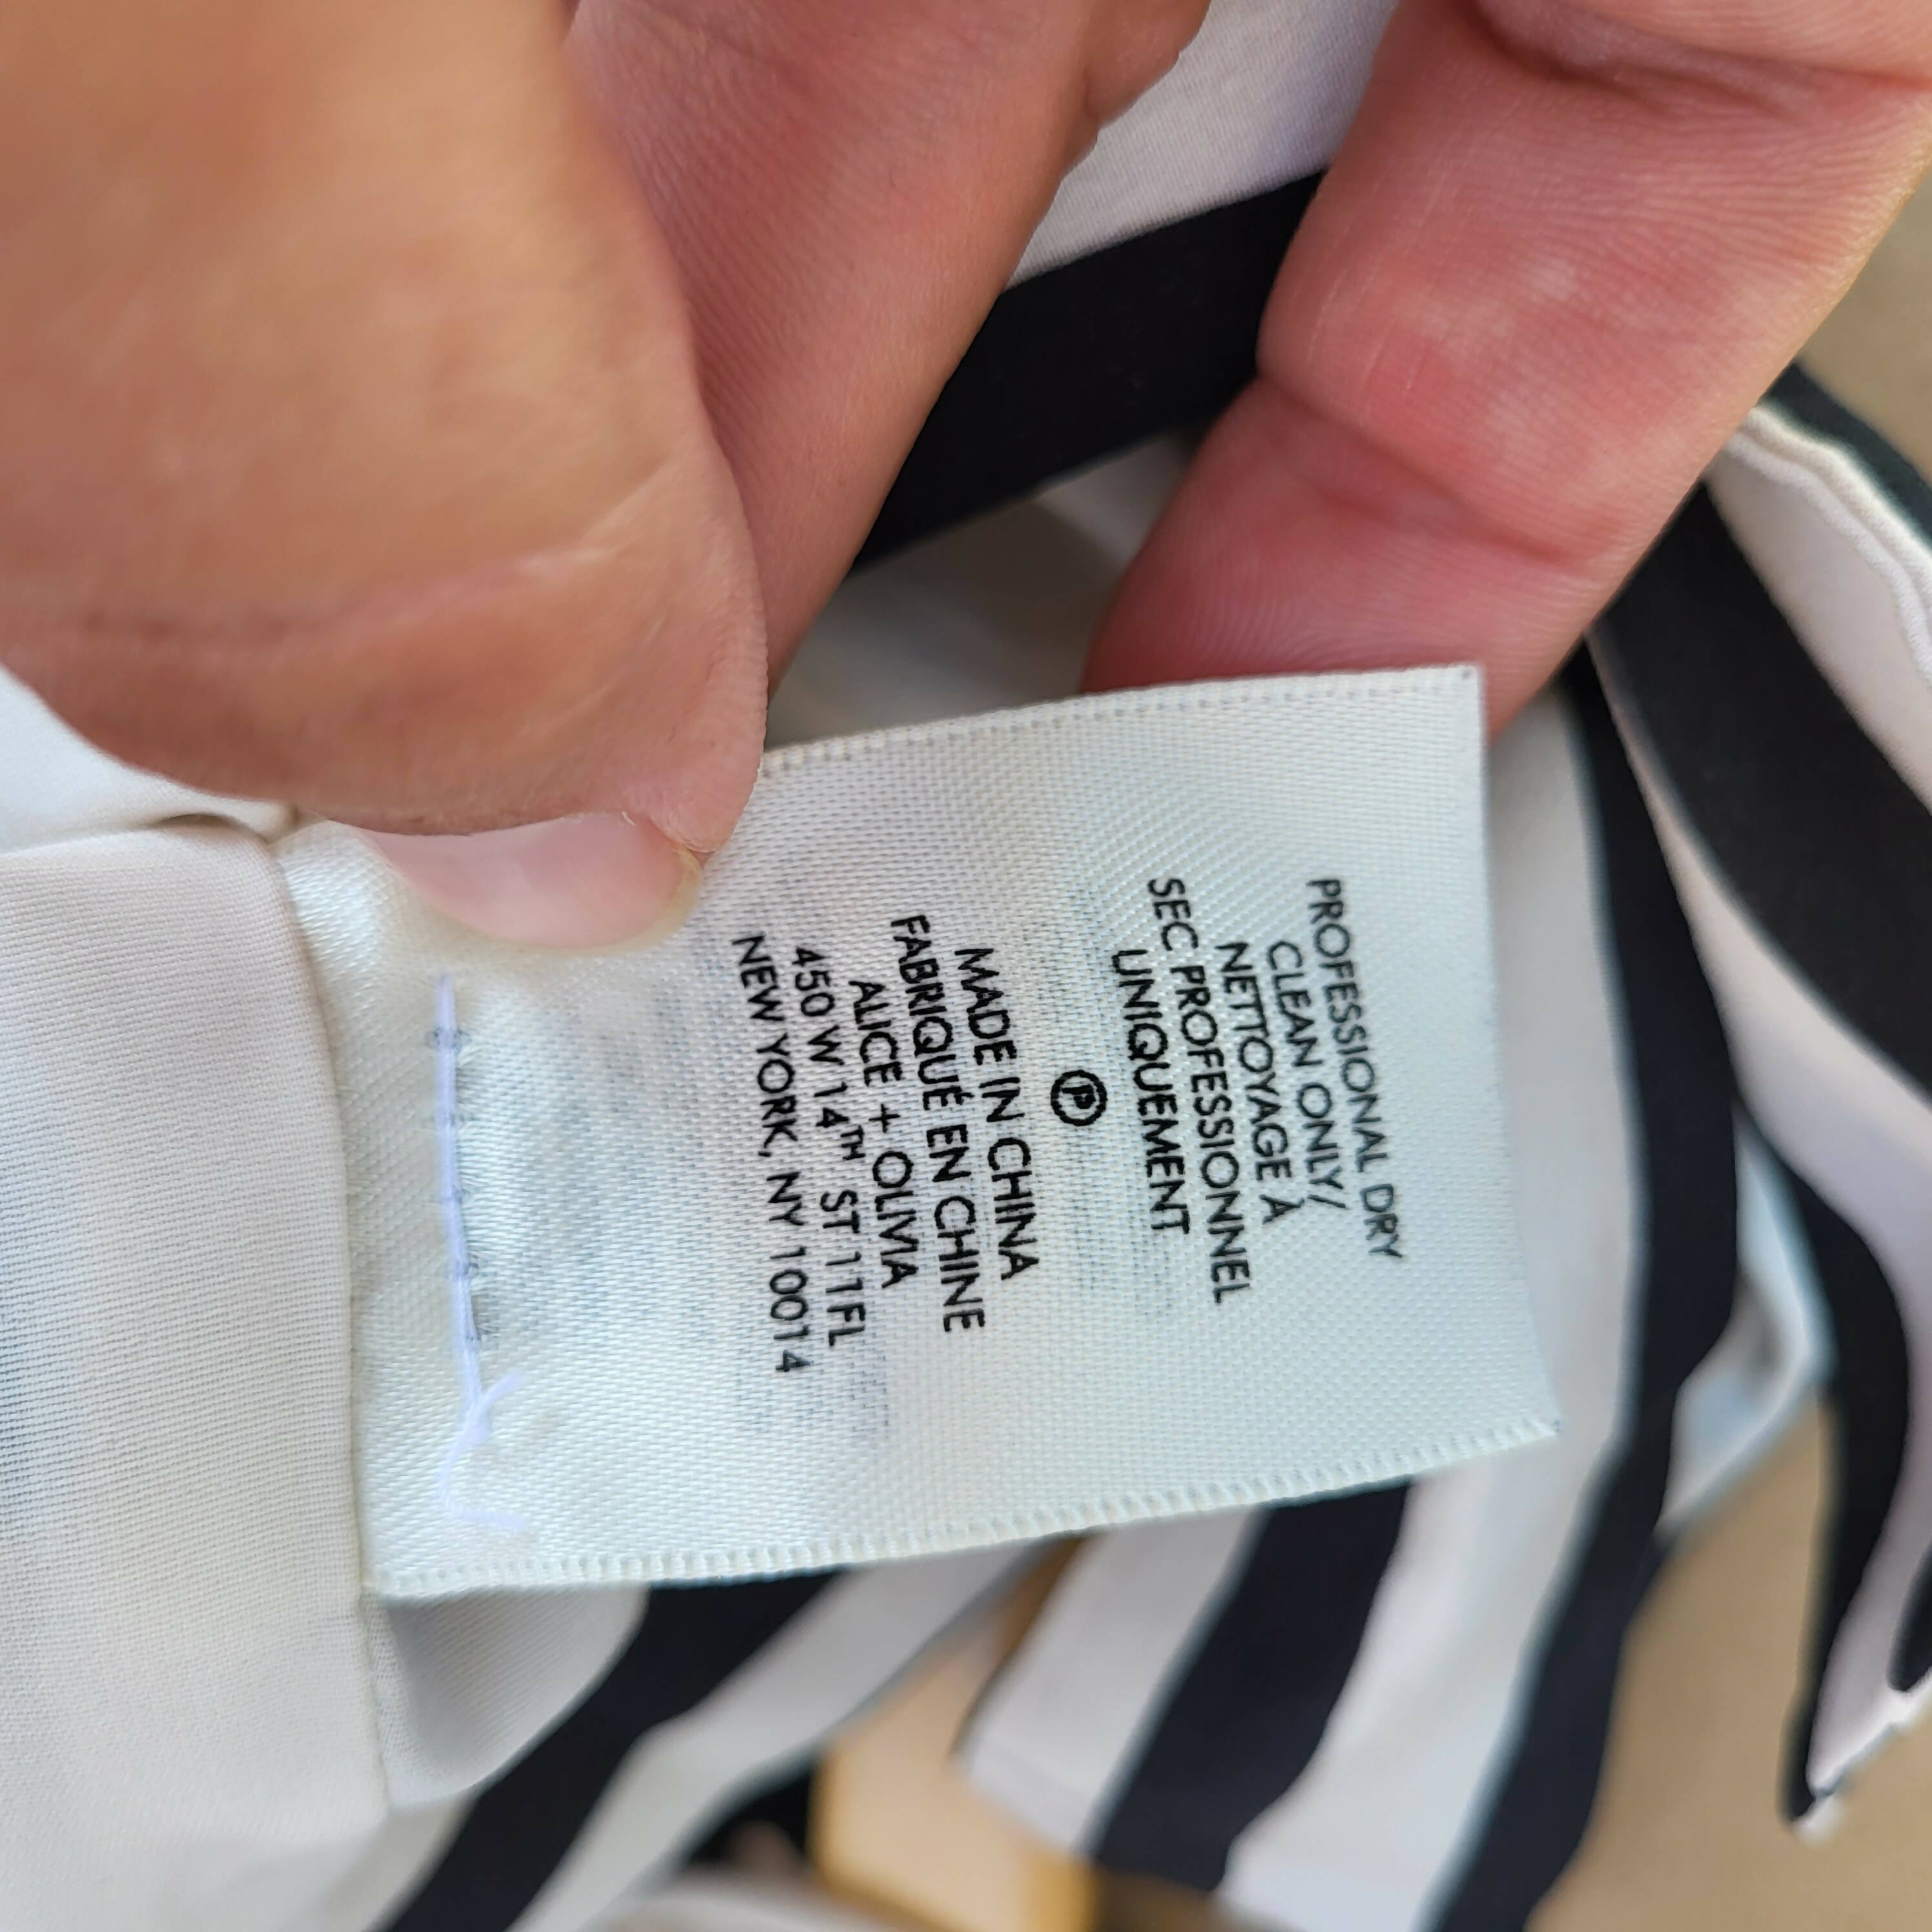 PROFESSIONAL DRY
CLEAN ONLY/
NETTOYAGE À
SEC PROFESSIONNEL
UNIQUEMENT
P
MADE IN CHINA
FABRIQUÉ EN CHINE
ALICE + OLIVIA
450 W 14TH ST 11FL
NEW YORK, NY 10014